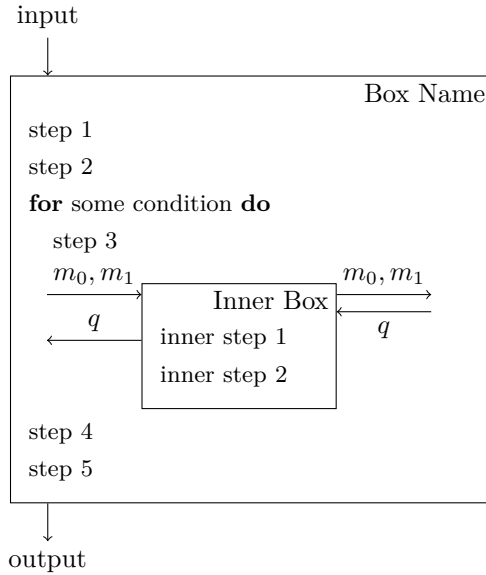 input
Box Name
step 1
step 2
for some condition do
step 3
m₀, m₁
m₀, m₁
Inner Box
q
q
inner step 1
inner step 2
step 4
step 5
output